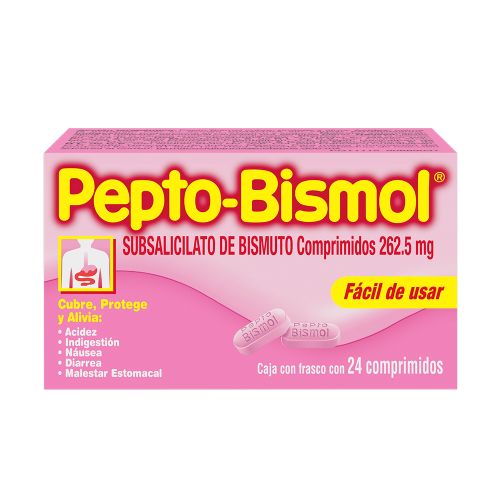 Pepto-Bismol®
SUBSALICILATO DE BISMUTO Comprimidos 262.5 mg
Fácil de usar
Cubre, Protege
y Alivia:
• Acidez
• Indigestión
• Náusea
• Diarrea
• Malestar Estomacal
Pepto
Bismol
Pepto
Bismol
Caja con frasco con 24 comprimidos